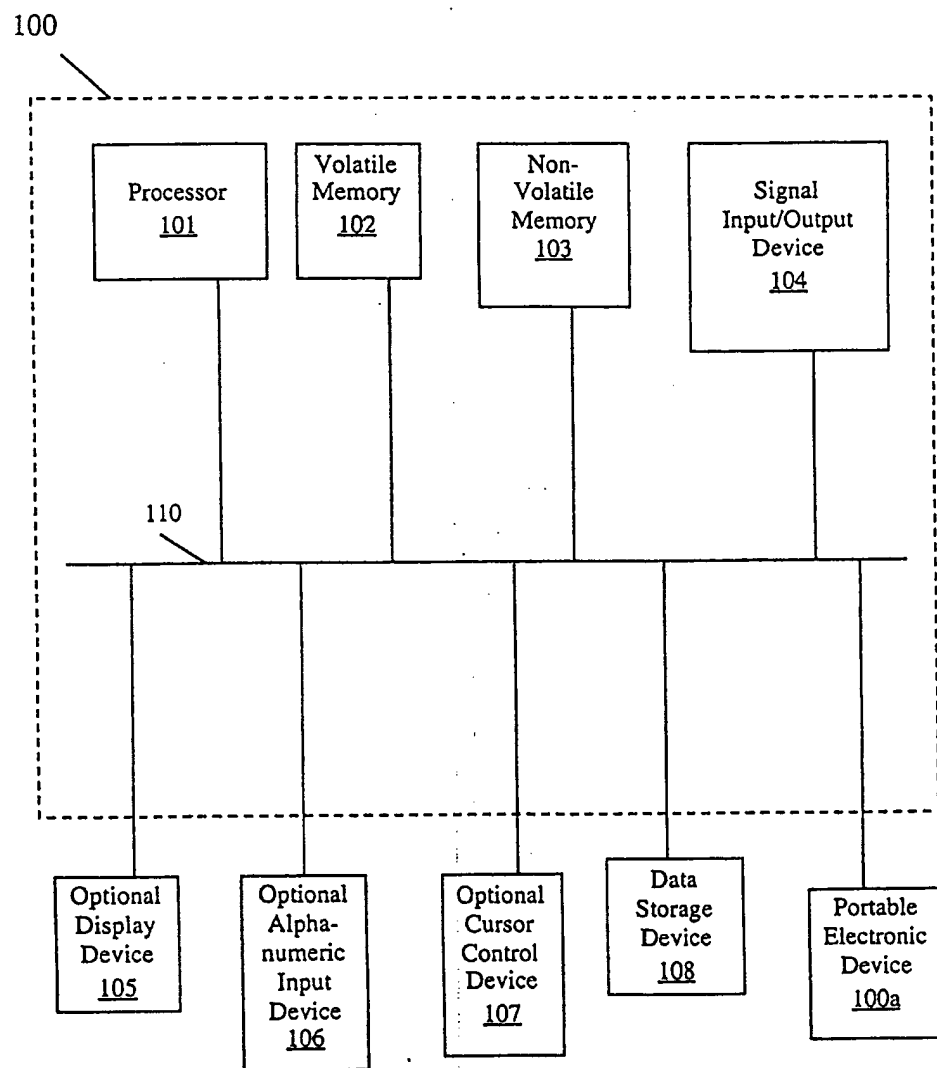 100
Processor
101
Volatile
Memory
102
Non-
Volatile
Memory
103
Signal
Input/Output
Device
104
110
Optional
Display
Device
105
Optional
Alpha-
numeric
Input
Device
106
Optional
Cursor
Control
Device
107
Data
Storage
Device
108
Portable
Electronic
Device
100a